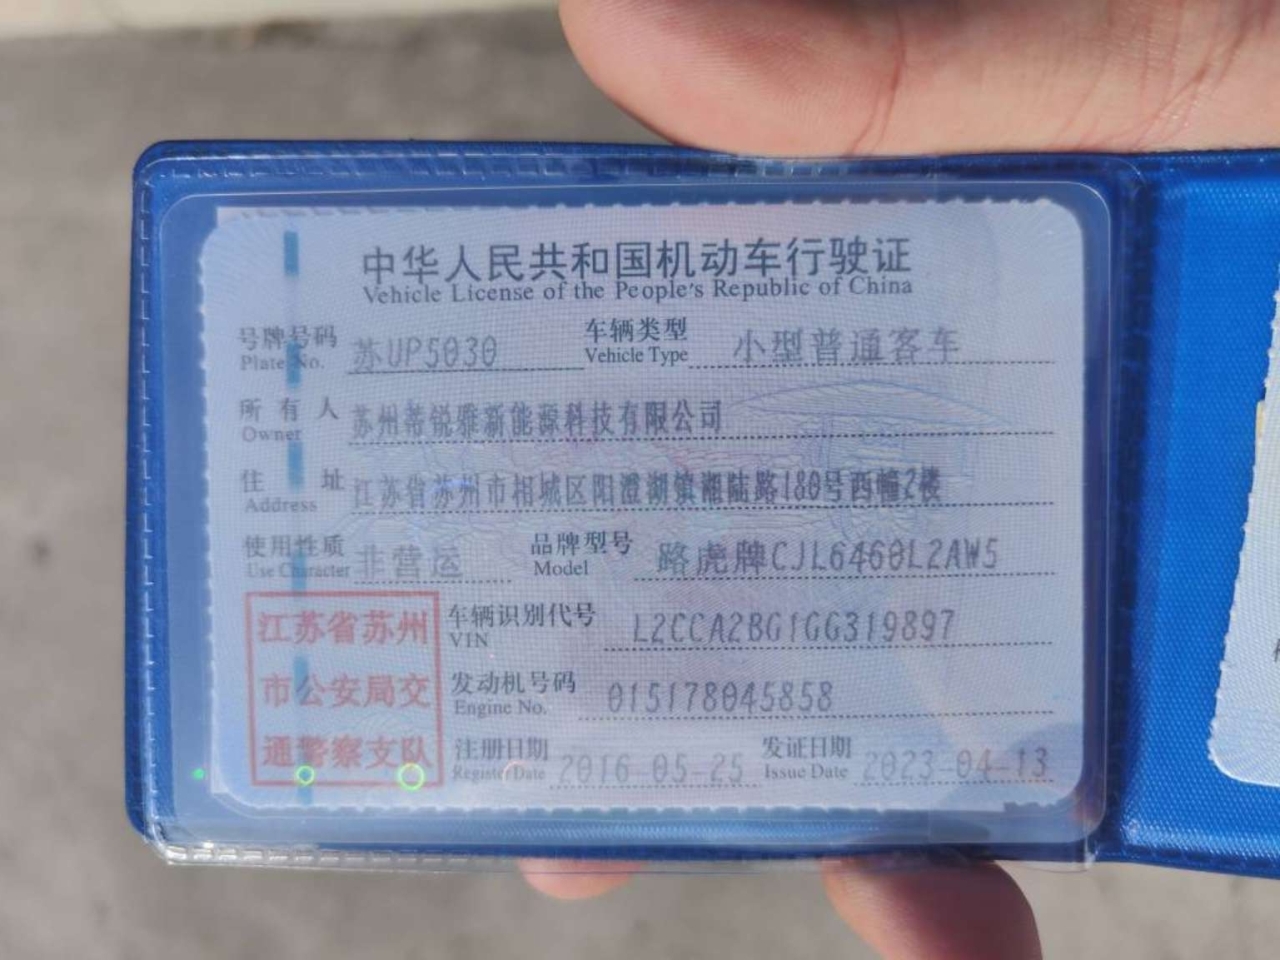 中华人民共和国机动车行驶证
Vehicle License of the People's Republic of China
号牌号码 苏UP5030 车辆类型 小型普通客车
Plate No. Vehicle Type
所有人 苏州蒂锐雅新能源科技有限公司
Owner
住址 江苏省苏州市相城区阳澄湖镇湘陆路180号西幢2楼
Address
使用性质 非营运 品牌型号 路虎牌CJL6460L2AW5
Use Character Model
江苏省苏州 车辆识别代号 L2CCA2BG1GG319897
VIN
市公安局交 发动机号码 015178045858
Engine No.
通警察支队 注册日期 2016-05-25 发证日期 2023-04-13
Register Date Issue Date